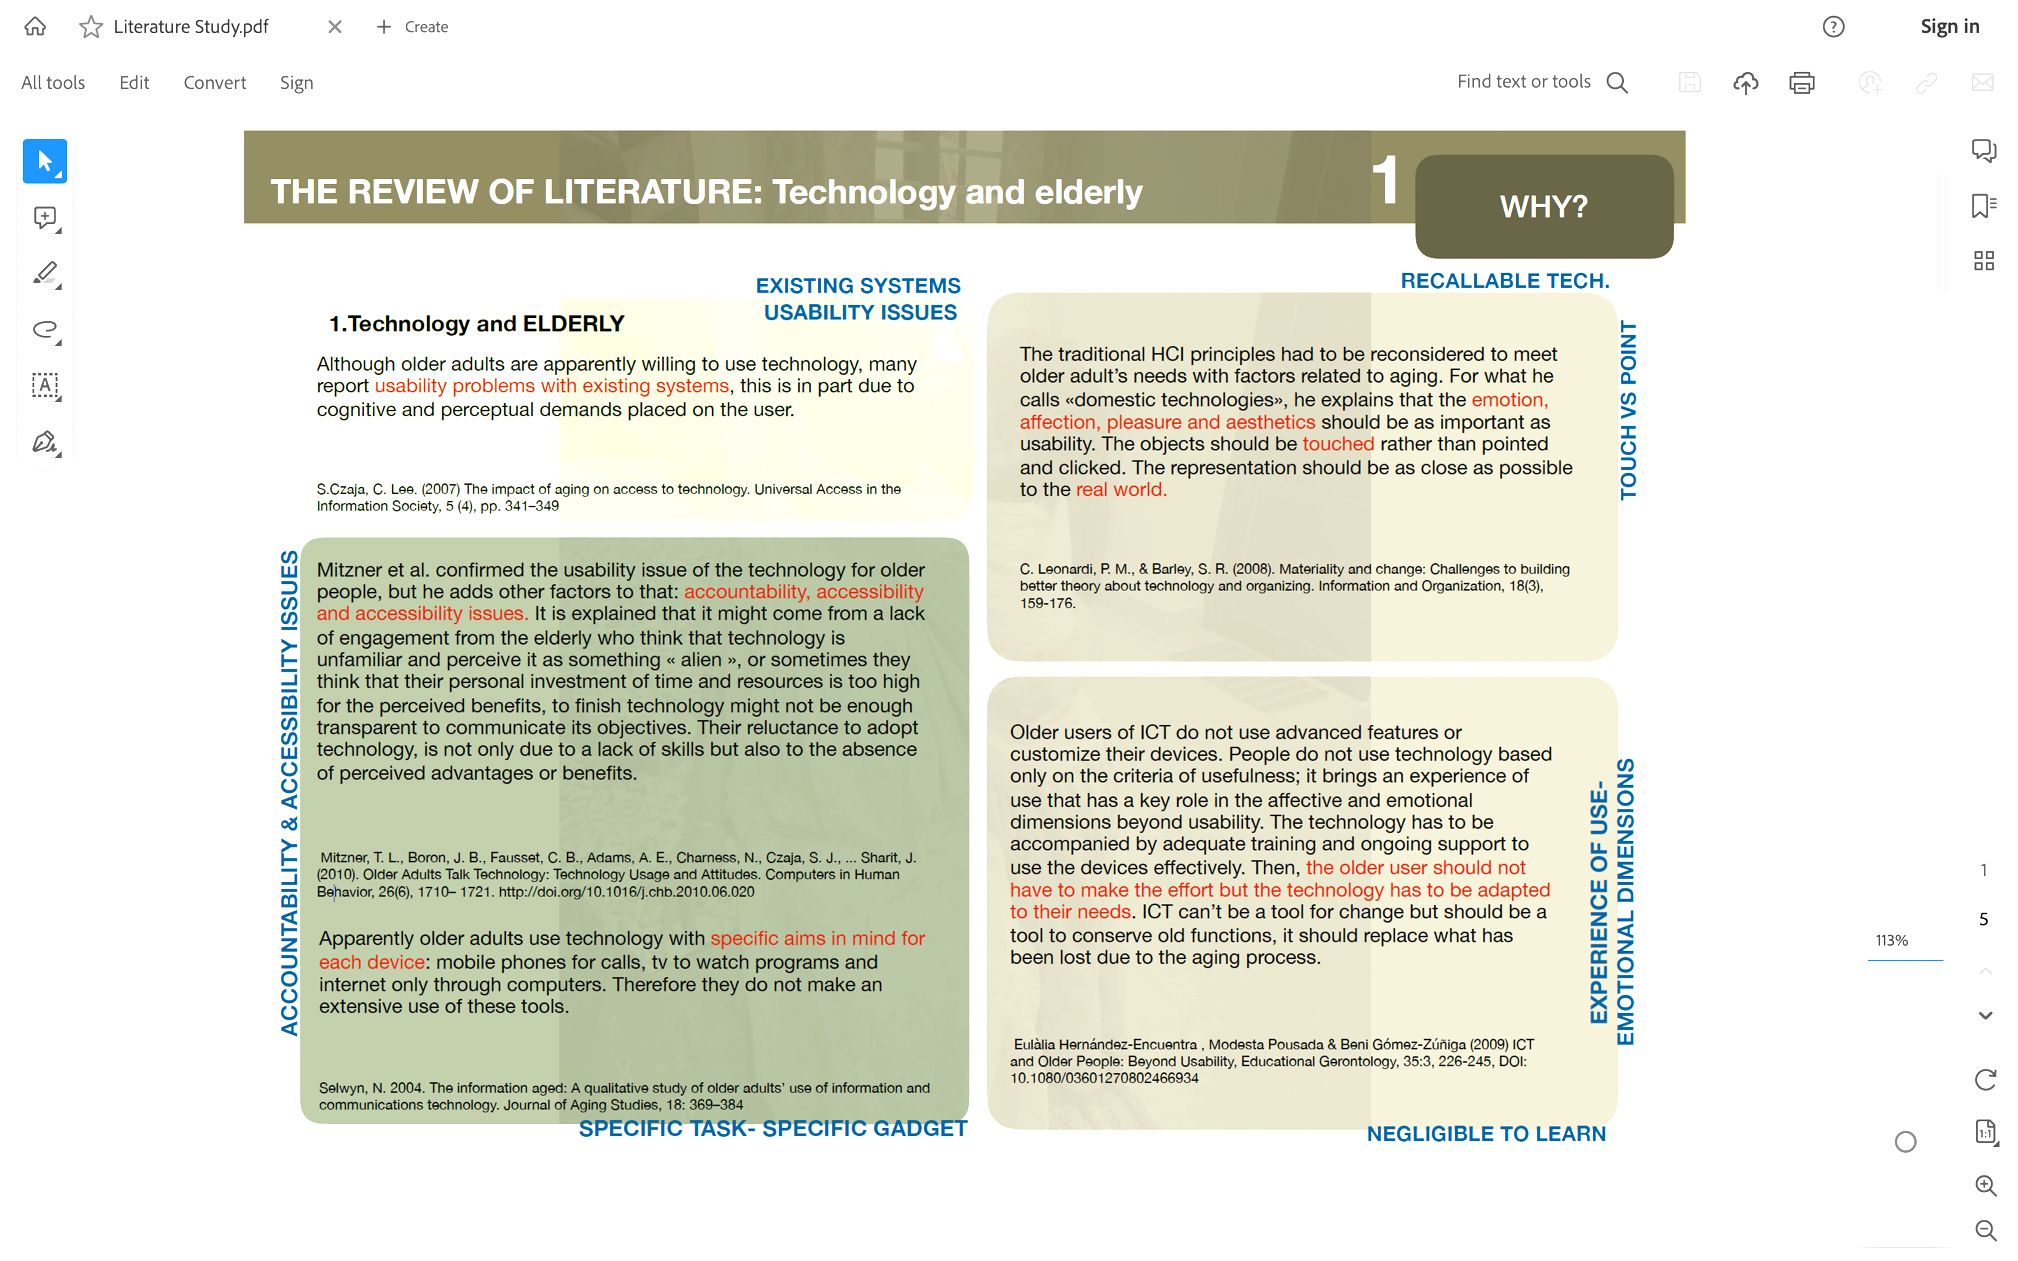 Literature Study.pdf
Create
Sign in
All tools
Edit
Convert
Sign
Find text or tools
THE REVIEW OF LITERATURE: Technology and elderly
1
WHY?
EXISTING SYSTEMS
USABILITY ISSUES
1.Technology and ELDERLY
Although older adults are apparently willing to use technology, many
report usability problems with existing systems, this is in part due to
cognitive and perceptual demands placed on the user.
S.Czaja, C. Lee. (2007) The impact of aging on access to technology. Universal Access in the
Information Society, 5 (4), pp. 341–349
ACCOUNTABILITY & ACCESSIBILITY ISSUES
Mitzner et al. confirmed the usability issue of the technology for older
people, but he adds other factors to that: accountability, accessibility
and accessibility issues. It is explained that it might come from a lack
of engagement from the elderly who think that technology is
unfamiliar and perceive it as something « alien », or sometimes they
think that their personal investment of time and resources is too high
for the perceived benefits, to finish technology might not be enough
transparent to communicate its objectives. Their reluctance to adopt
technology, is not only due to a lack of skills but also to the absence
of perceived advantages or benefits.
Mitzner, T. L., Boron, J. B., Fausset, C. B., Adams, A. E., Charness, N., Czaja, S. J., ... Sharit, J.
(2010). Older Adults Talk Technology: Technology Usage and Attitudes. Computers in Human
Behavior, 26(6), 1710– 1721. http://doi.org/10.1016/j.chb.2010.06.020
Apparently older adults use technology with specific aims in mind for
each device: mobile phones for calls, tv to watch programs and
internet only through computers. Therefore they do not make an
extensive use of these tools.
Selwyn, N. 2004. The information aged: A qualitative study of older adults' use of information and
communications technology. Journal of Aging Studies, 18: 369–384
SPECIFIC TASK- SPECIFIC GADGET
RECALLABLE TECH.
TOUCH VS POINT
The traditional HCI principles had to be reconsidered to meet
older adult's needs with factors related to aging. For what he
calls «domestic technologies», he explains that the emotion,
affection, pleasure and aesthetics should be as important as
usability. The objects should be touched rather than pointed
and clicked. The representation should be as close as possible
to the real world.
C. Leonardi, P. M., & Barley, S. R. (2008). Materiality and change: Challenges to building
better theory about technology and organizing. Information and Organization, 18(3),
159-176.
Older users of ICT do not use advanced features or
customize their devices. People do not use technology based
only on the criteria of usefulness; it brings an experience of
use that has a key role in the affective and emotional
dimensions beyond usability. The technology has to be
accompanied by adequate training and ongoing support to
use the devices effectively. Then, the older user should not
have to make the effort but the technology has to be adapted
to their needs. ICT can't be a tool for change but should be a
tool to conserve old functions, it should replace what has
been lost due to the aging process.
Eulàlia Hernández-Encuentra , Modesta Pousada & Beni Gómez-Zúñiga (2009) ICT
and Older People: Beyond Usability, Educational Gerontology, 35:3, 226-245, DOI:
10.1080/03601270802466934
EXPERIENCE OF USE-
EMOTIONAL DIMENSIONS
NEGLIGIBLE TO LEARN
1
5
113%
1:1